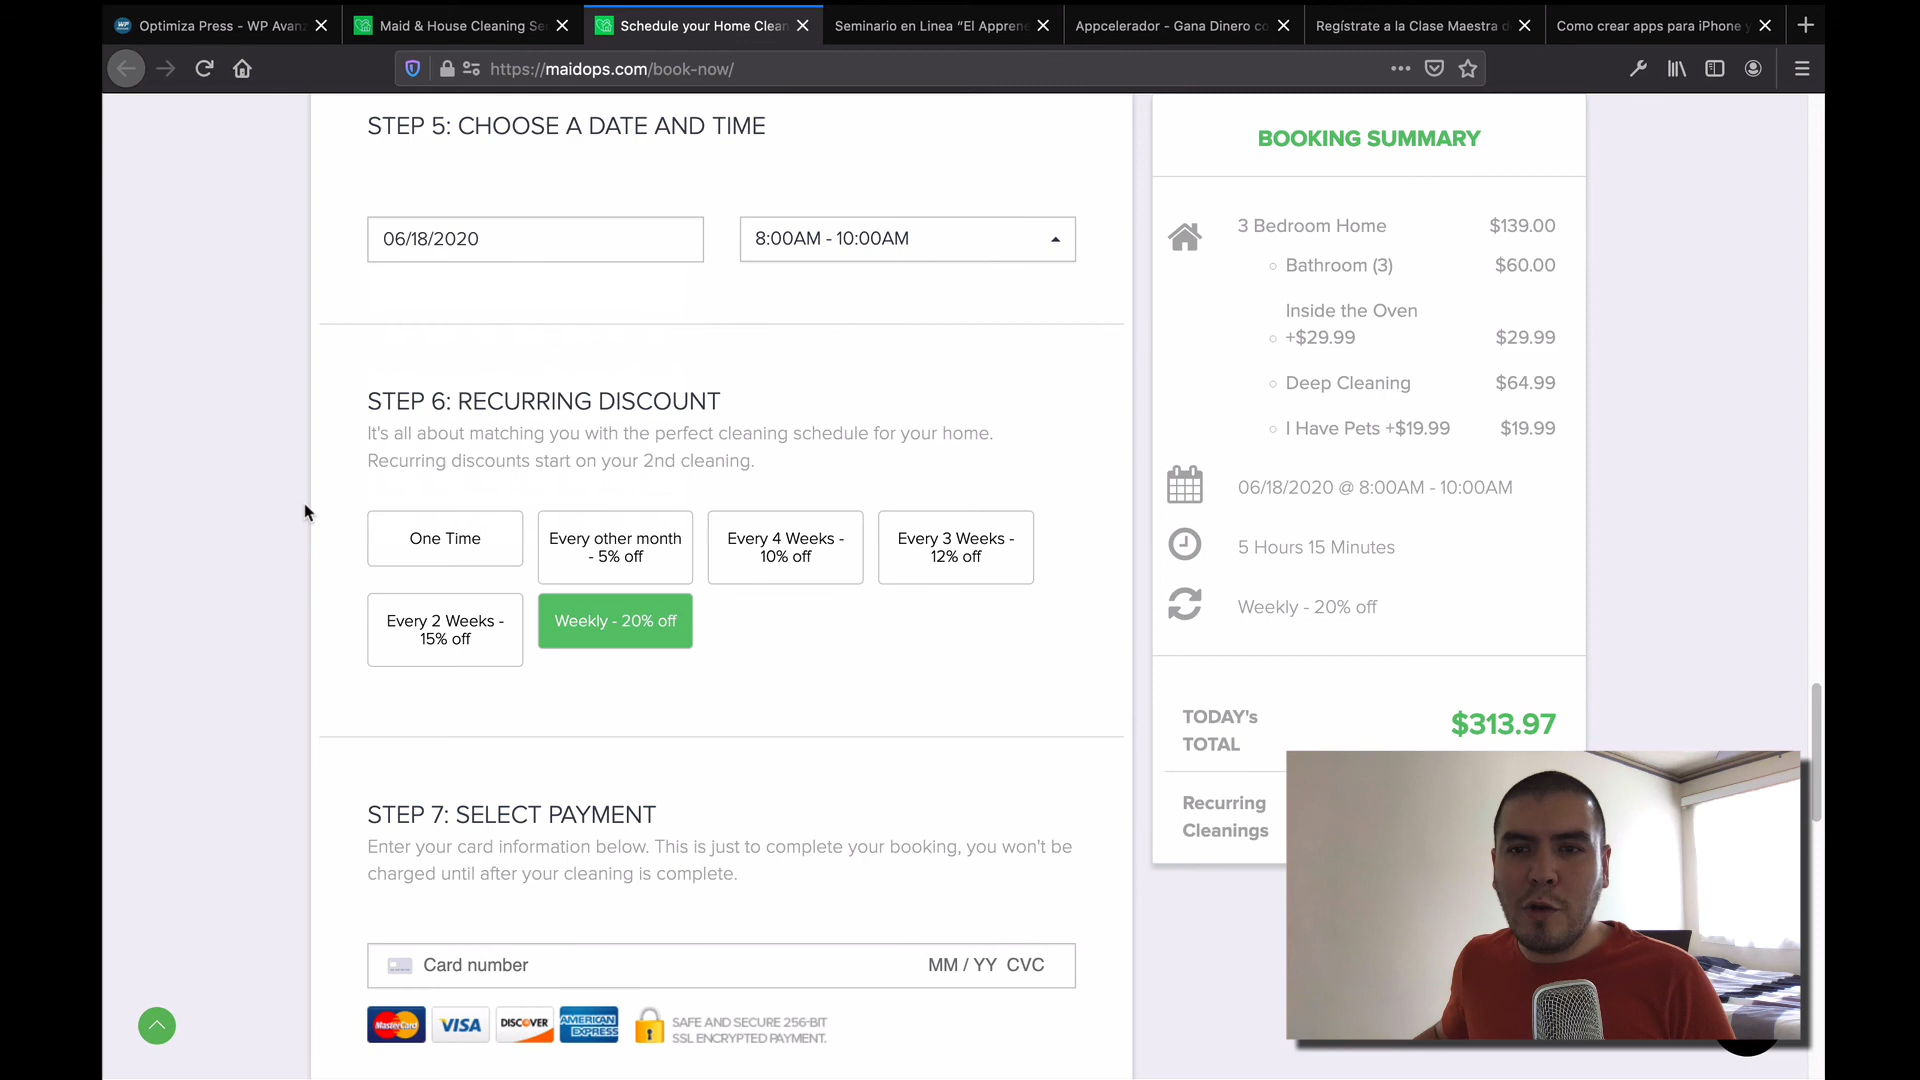 Optimiza Press - WP Avanz
Maid & House Cleaning Se
Schedule your Home Clean
Seminario en Linea “El Apprene
Appcelerador - Gana Dinero co
Regístrate a la Clase Maestra d
Como crear apps para iPhone y
https://maidops.com/book-now/
STEP 5: CHOOSE A DATE AND TIME
06/18/2020
8:00AM - 10:00AM
STEP 6: RECURRING DISCOUNT
It's all about matching you with the perfect cleaning schedule for your home.
Recurring discounts start on your 2nd cleaning.
One Time
Every other month
- 5% off
Every 4 Weeks -
10% off
Every 3 Weeks -
12% off
Every 2 Weeks -
15% off
Weekly - 20% off
STEP 7: SELECT PAYMENT
Enter your card information below. This is just to complete your booking, you won't be
charged until after your cleaning is complete.
Card number
MM / YY CVC
MasterCard
VISA
DISCOVER
AMERICAN
EXPRESS
SAFE AND SECURE 256-BIT
SSL ENCRYPTED PAYMENT.
BOOKING SUMMARY
3 Bedroom Home $139.00
Bathroom (3) $60.00
Inside the Oven
+$29.99 $29.99
Deep Cleaning $64.99
I Have Pets +$19.99 $19.99
06/18/2020 @ 8:00AM - 10:00AM
5 Hours 15 Minutes
Weekly - 20% off
TODAY's
TOTAL
$313.97
Recurring
Cleanings